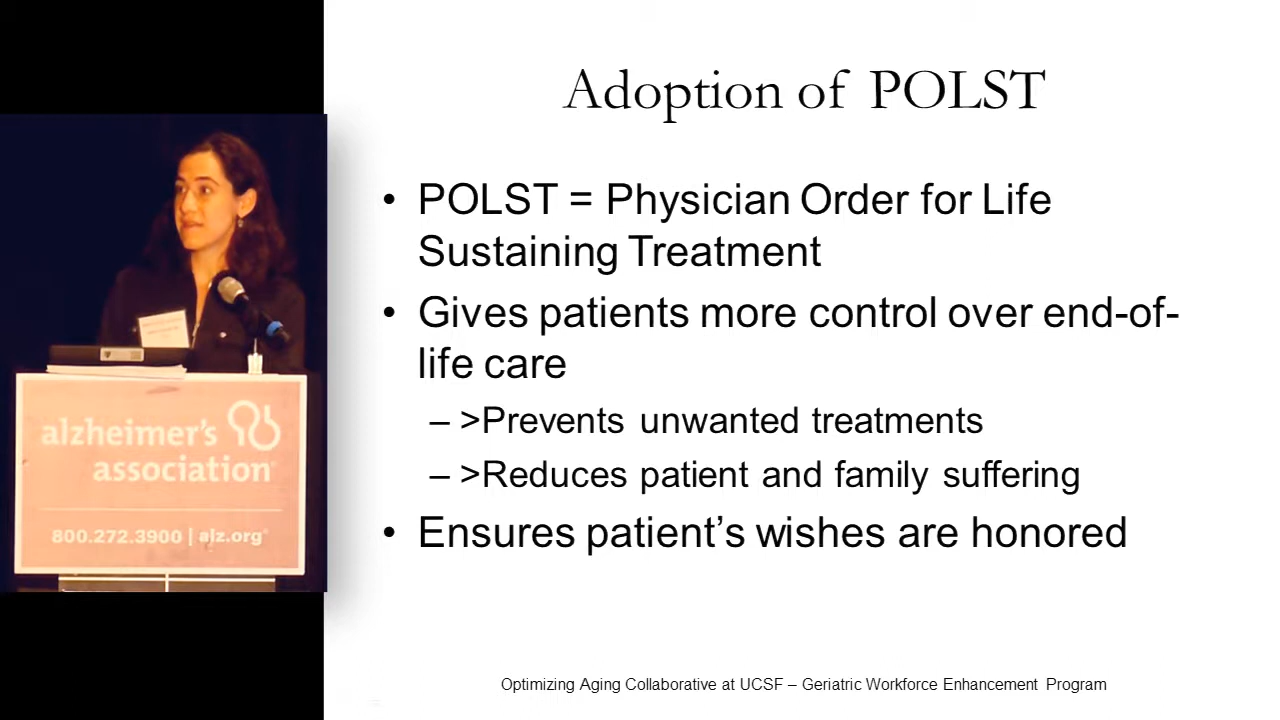 Adoption of POLST
• POLST = Physician Order for Life
Sustaining Treatment
• Gives patients more control over end-of-
life care
– >Prevents unwanted treatments
– >Reduces patient and family suffering
• Ensures patient’s wishes are honored
alzheimer's
association
800.272.3900 | alz.org
Optimizing Aging Collaborative at UCSF – Geriatric Workforce Enhancement Program